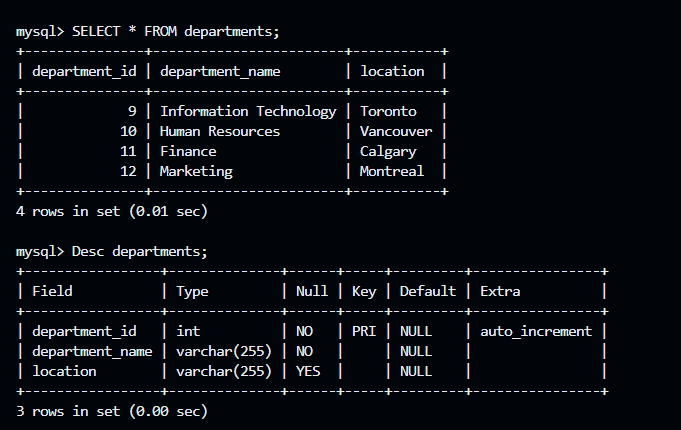 mysql> SELECT * FROM departments;
+---------------+------------------------+-----------+
| department_id | department_name        | location  |
+---------------+------------------------+-----------+
|             9 | Information Technology | Toronto   |
|            10 | Human Resources        | Vancouver |
|            11 | Finance                | Calgary   |
|            12 | Marketing              | Montreal  |
+---------------+------------------------+-----------+
4 rows in set (0.01 sec)

mysql> Desc departments;
+-----------------+--------------+------+-----+---------+----------------+
| Field           | Type         | Null | Key | Default | Extra          |
+-----------------+--------------+------+-----+---------+----------------+
| department_id   | int          | NO   | PRI | NULL    | auto_increment |
| department_name | varchar(255) | NO   |     | NULL    |                |
| location        | varchar(255) | YES  |     | NULL    |                |
+-----------------+--------------+------+-----+---------+----------------+
3 rows in set (0.00 sec)